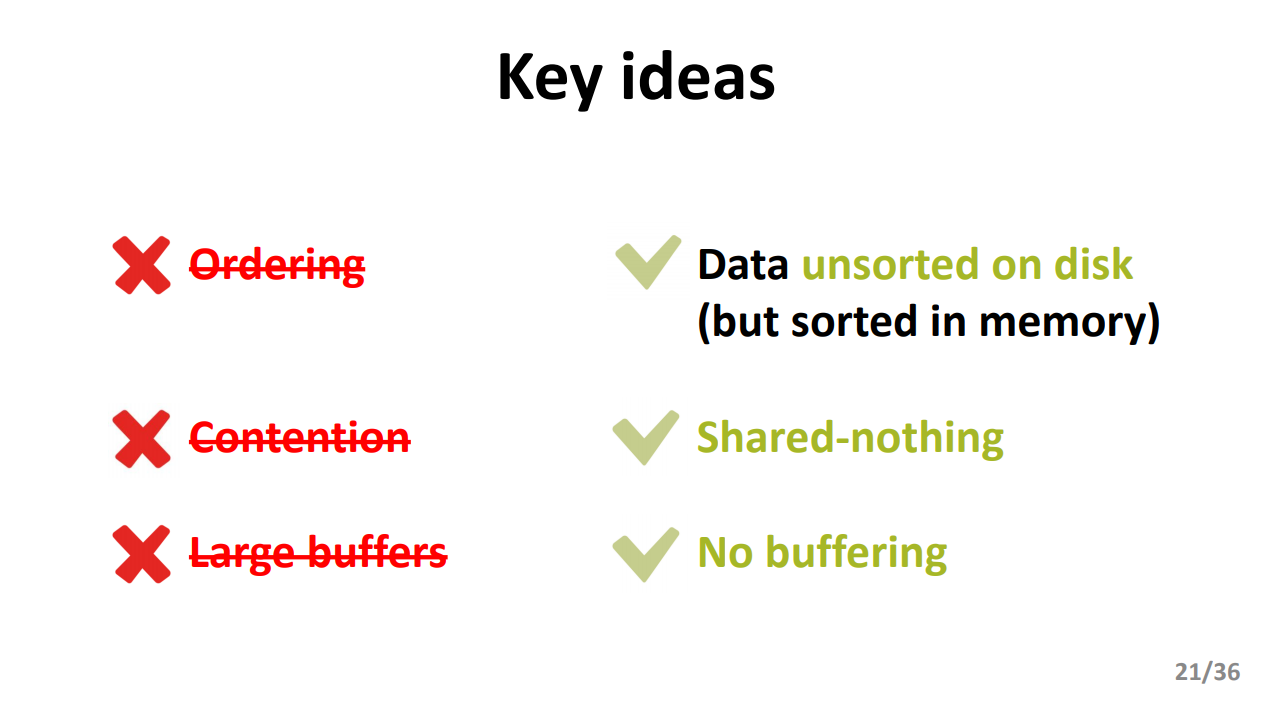 Key ideas
Ordering
Data unsorted on disk
(but sorted in memory)
Contention
Shared-nothing
Large buffers
No buffering
21/36